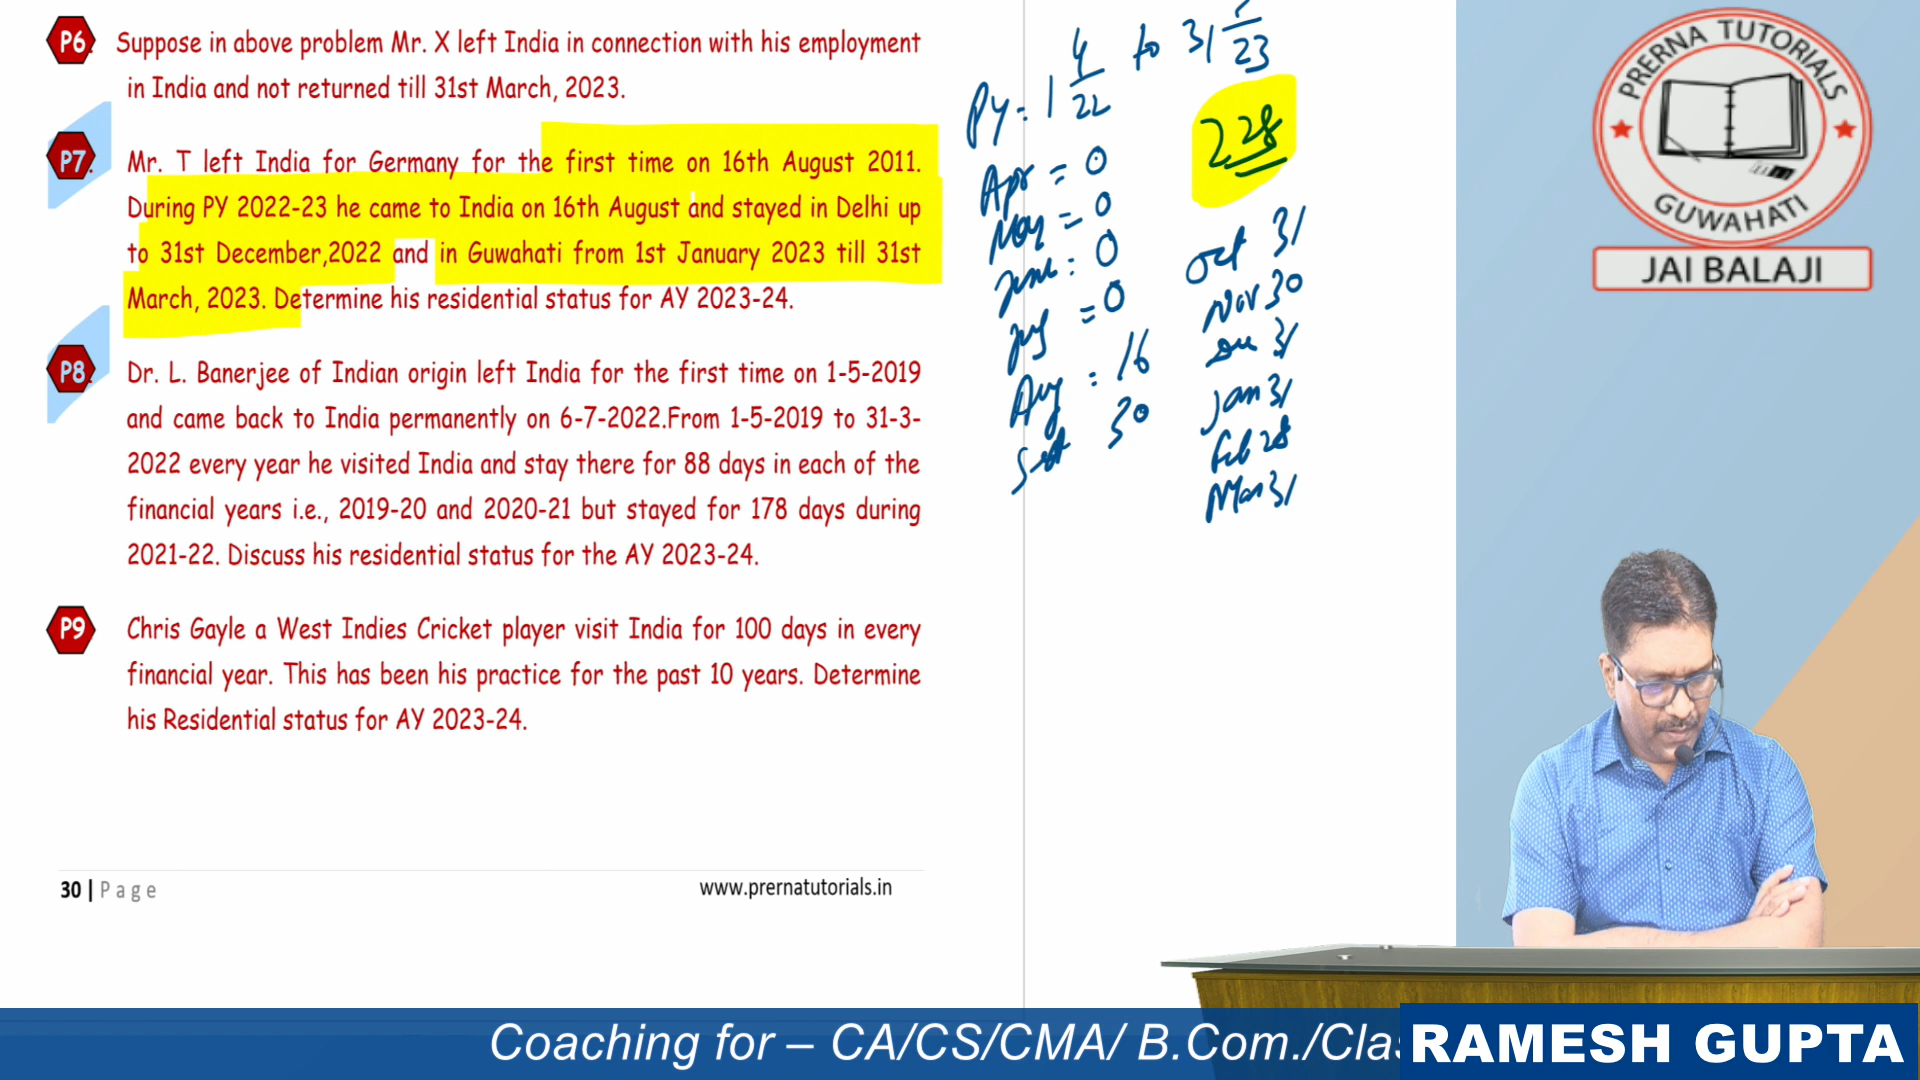 P6. Suppose in above problem Mr. X left India in connection with his employment
in India and not returned till 31st March, 2023.
P7. Mr. T left India for Germany for the first time on 16th August 2011.
During PY 2022-23 he came to India on 16th August and stayed in Delhi up
to 31st December,2022 and in Guwahati from 1st January 2023 till 31st
March, 2023. Determine his residential status for AY 2023-24.
P8. Dr. L. Banerjee of Indian origin left India for the first time on 1-5-2019
and came back to India permanently on 6-7-2022.From 1-5-2019 to 31-3-
2022 every year he visited India and stay there for 88 days in each of the
financial years i.e., 2019-20 and 2020-21 but stayed for 178 days during
2021-22. Discuss his residential status for the AY 2023-24.
P9 Chris Gayle a West Indies Cricket player visit India for 100 days in every
financial year. This has been his practice for the past 10 years. Determine
his Residential status for AY 2023-24.
30 | Page
www.prernatutorials.in
PY: 1 4/22 to 31 /23
228
Apr = 0
May = 0
June : 0
July = 0
Aug : 16
Sept 30
Oct 31
Nov 30
Dec 31
Jan 31
Feb 28
Mar 31
PRERNA TUTORIALS
GUWAHATI
JAI BALAJI
Coaching for – CA/CS/CMA/ B.Com./Clas
RAMESH GUPTA